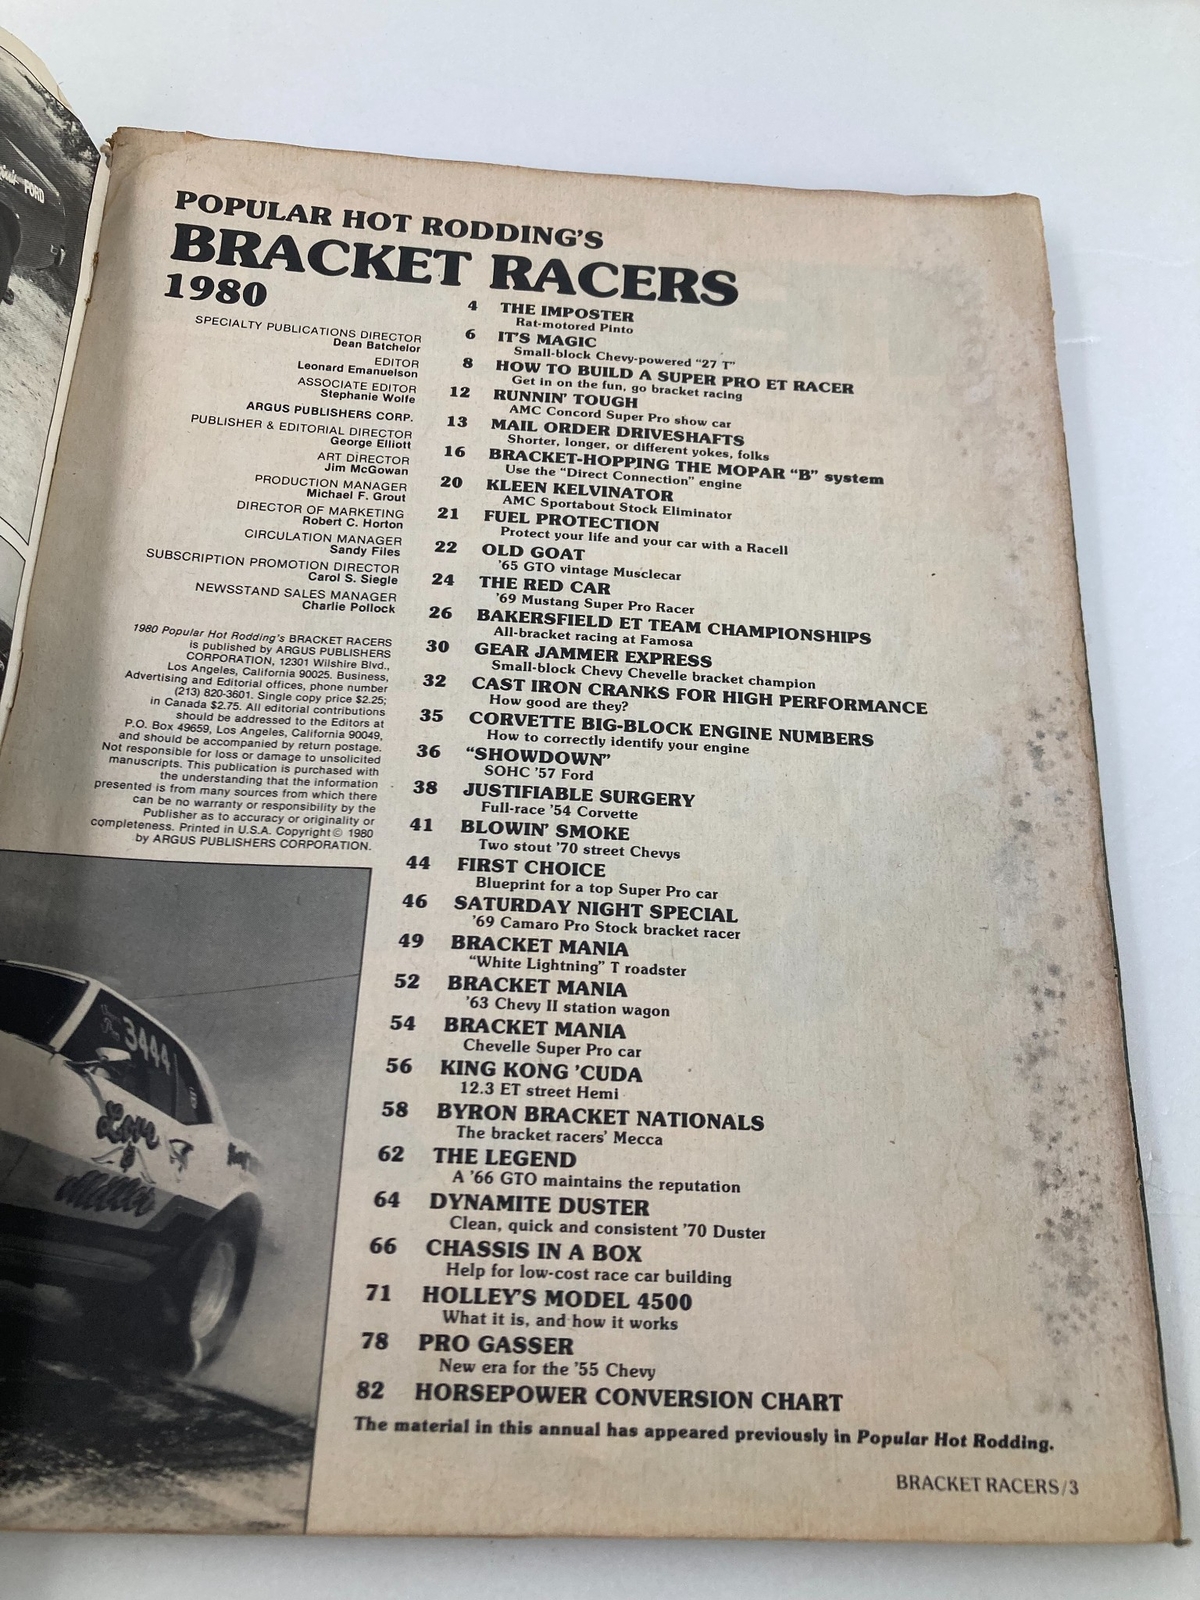 FORD
POPULAR HOT RODDING'S
BRACKET RACERS
1980
SPECIALTY PUBLICATIONS DIRECTOR
Dean Batchelor
EDITOR
Leonard Emanuelson
ASSOCIATE EDITOR
Stephanie Wolfe
ARGUS PUBLISHERS CORP.
PUBLISHER & EDITORIAL DIRECTOR
George Elliott
ART DIRECTOR
Jim McGowan
PRODUCTION MANAGER
Michael F. Grout
DIRECTOR OF MARKETING
Robert C. Horton
CIRCULATION MANAGER
Sandy Files
SUBSCRIPTION PROMOTION DIRECTOR
Carol S. Siegle
NEWSSTAND SALES MANAGER
Charlie Pollock
1980 Popular Hot Rodding's BRACKET RACERS
is published by ARGUS PUBLISHERS
CORPORATION, 12301 Wilshire Blvd.,
Los Angeles, California 90025. Business,
Advertising and Editorial offices, phone number
(213) 820-3601. Single copy price $2.25;
in Canada $2.75. All editorial contributions
should be addressed to the Editors at
P.O. Box 49659, Los Angeles, California 90049,
and should be accompanied by return postage.
Not responsible for loss or damage to unsolicited
manuscripts. This publication is purchased with
the understanding that the information
presented is from many sources from which there
can be no warranty or responsibility by the
Publisher as to accuracy or originality or
completeness. Printed in U.S.A. Copyright © 1980
by ARGUS PUBLISHERS CORPORATION.
4 THE IMPOSTER
Rat-motored Pinto
6 IT'S MAGIC
Small-block Chevy-powered "27 T"
8 HOW TO BUILD A SUPER PRO ET RACER
Get in on the fun, go bracket racing
12 RUNNIN' TOUGH
AMC Concord Super Pro show car
13 MAIL ORDER DRIVESHAFTS
Shorter, longer, or different yokes, folks
16 BRACKET-HOPPING THE MOPAR "B" system
Use the "Direct Connection" engine
20 KLEEN KELVINATOR
AMC Sportabout Stock Eliminator
21 FUEL PROTECTION
Protect your life and your car with a Racell
22 OLD GOAT
'65 GTO vintage Musclecar
24 THE RED CAR
'69 Mustang Super Pro Racer
26 BAKERSFIELD ET TEAM CHAMPIONSHIPS
All-bracket racing at Famosa
30 GEAR JAMMER EXPRESS
Small-block Chevy Chevelle bracket champion
32 CAST IRON CRANKS FOR HIGH PERFORMANCE
How good are they?
35 CORVETTE BIG-BLOCK ENGINE NUMBERS
How to correctly identify your engine
36 "SHOWDOWN"
SOHC '57 Ford
38 JUSTIFIABLE SURGERY
Full-race '54 Corvette
41 BLOWIN' SMOKE
Two stout '70 street Chevys
44 FIRST CHOICE
Blueprint for a top Super Pro car
46 SATURDAY NIGHT SPECIAL
'69 Camaro Pro Stock bracket racer
49 BRACKET MANIA
"White Lightning" T roadster
52 BRACKET MANIA
'63 Chevy II station wagon
54 BRACKET MANIA
Chevelle Super Pro car
56 KING KONG 'CUDA
12.3 ET street Hemi
58 BYRON BRACKET NATIONALS
The bracket racers' Mecca
62 THE LEGEND
A '66 GTO maintains the reputation
64 DYNAMITE DUSTER
Clean, quick and consistent '70 Duster
66 CHASSIS IN A BOX
Help for low-cost race car building
71 HOLLEY'S MODEL 4500
What it is, and how it works
78 PRO GASSER
New era for the '55 Chevy
82 HORSEPOWER CONVERSION CHART
The material in this annual has appeared previously in Popular Hot Rodding.
BRACKET RACERS/3
3444
Love